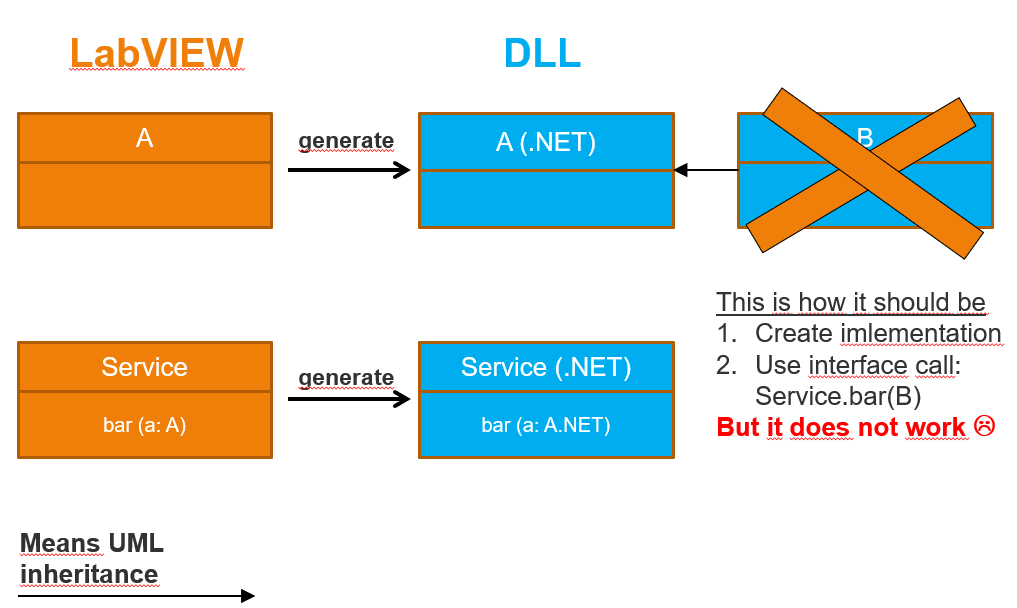 LabVIEW
DLL
A
generate
A (.NET)
B
This is how it should be
1. Create imlementation
2. Use interface call:
Service.bar(B)
But it does not work ☹
Service
generate
Service (.NET)
bar (a: A)
bar (a: A.NET)
Means UML
inheritance